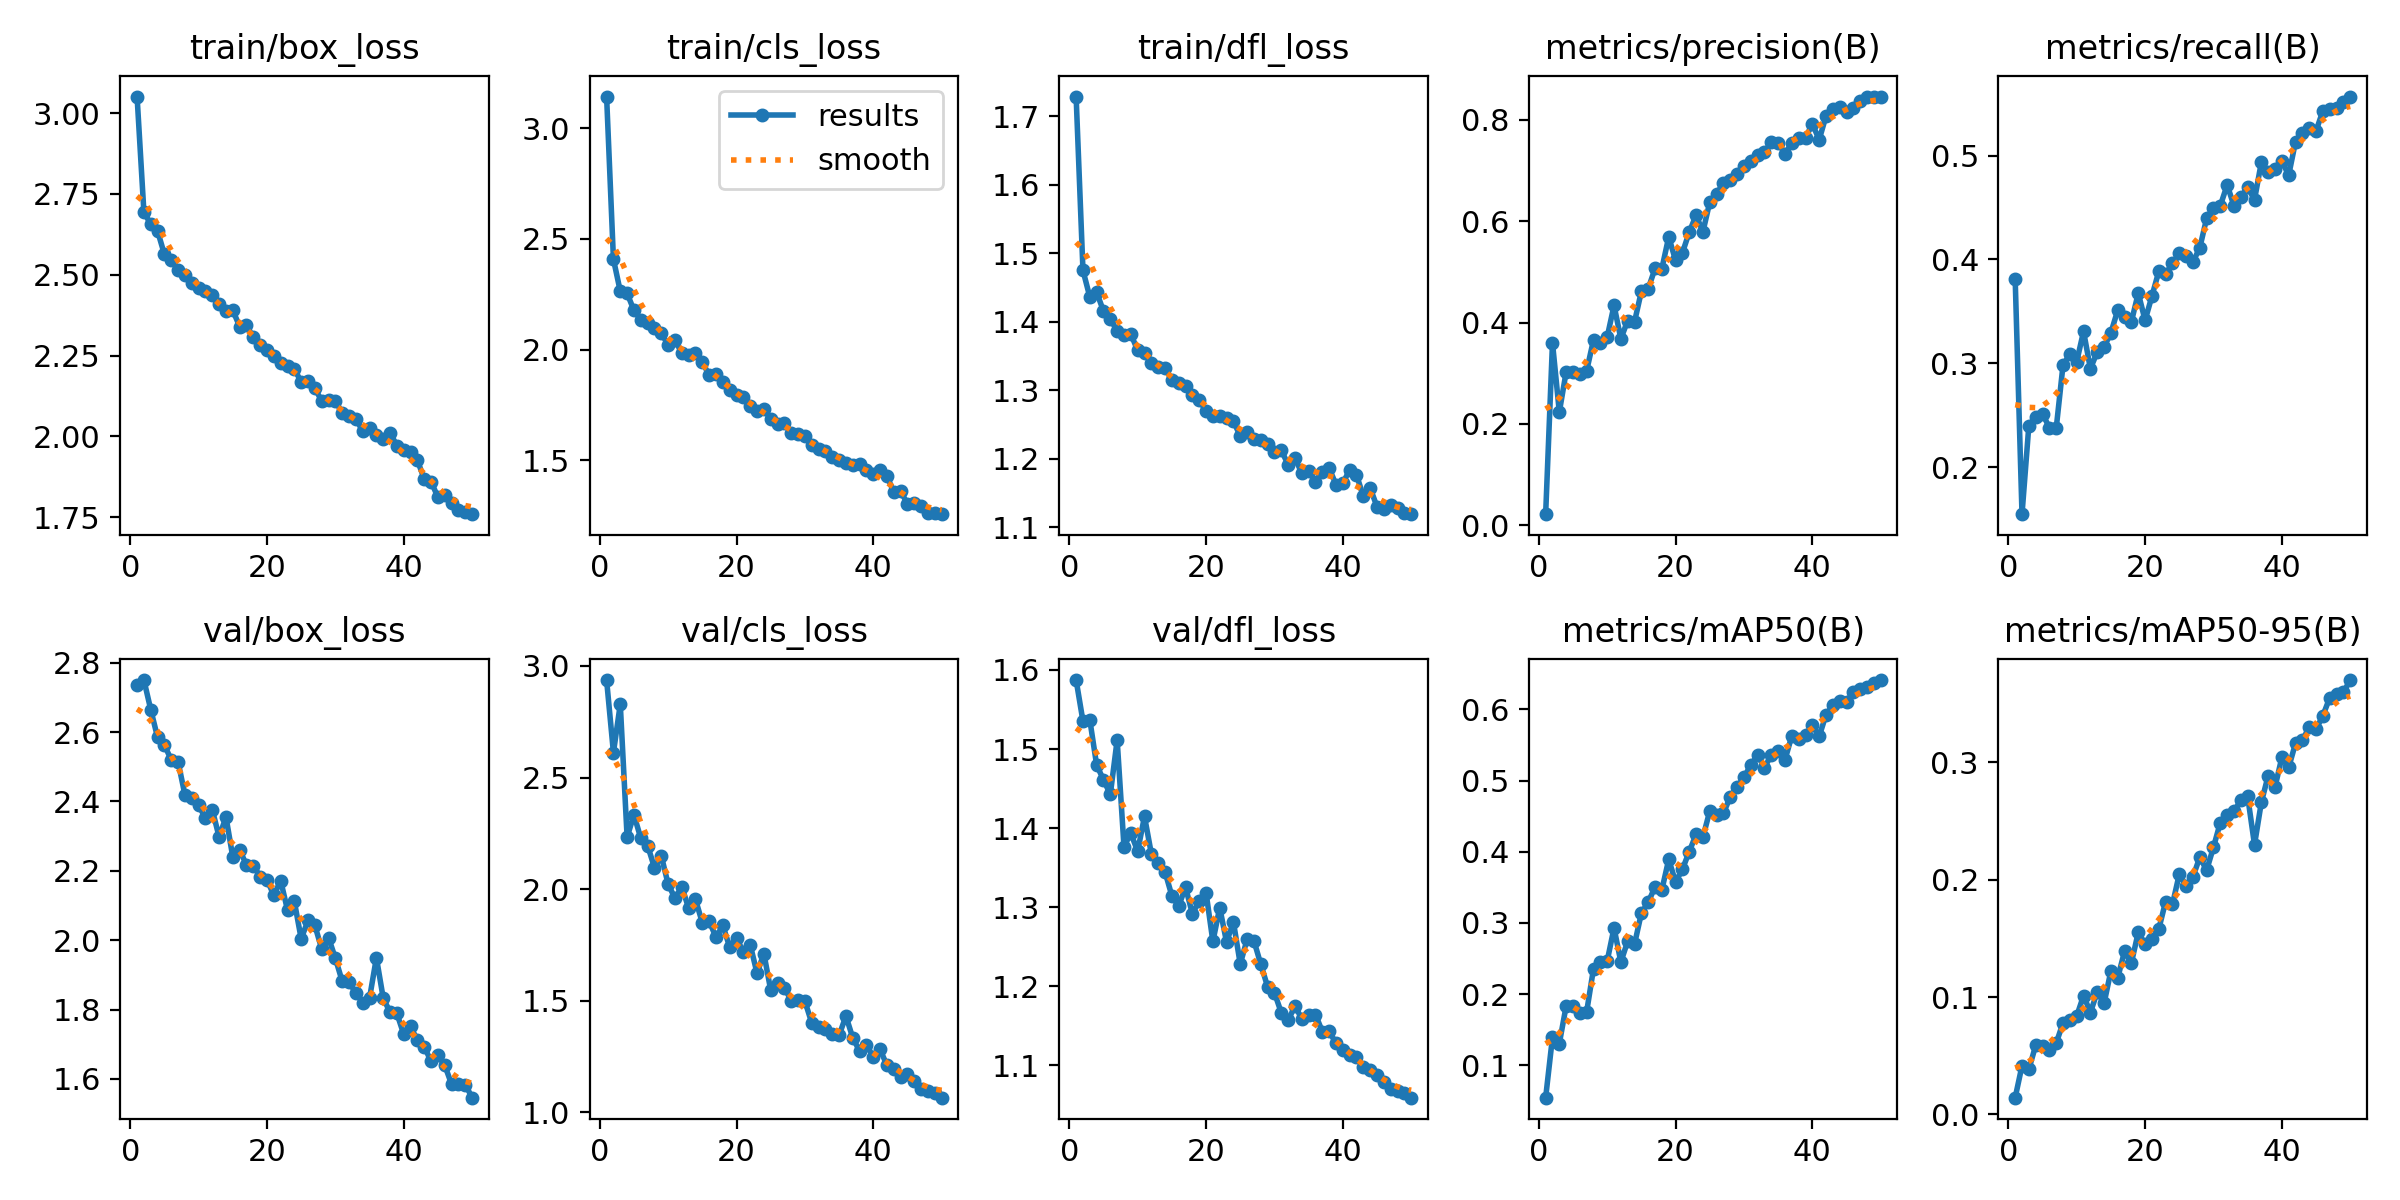 train/box_loss
train/cls_loss
train/dfl_loss
metrics/precision(B)
metrics/recall(B)
3.00
2.75
2.50
2.25
2.00
1.75
0 20 40
3.0
2.5
2.0
1.5
results
smooth
0 20 40
1.7
1.6
1.5
1.4
1.3
1.2
1.1
0 20 40
0.8
0.6
0.4
0.2
0.0
0 20 40
0.5
0.4
0.3
0.2
0 20 40
val/box_loss
val/cls_loss
val/dfl_loss
metrics/mAP50(B)
metrics/mAP50-95(B)
2.8
2.6
2.4
2.2
2.0
1.8
1.6
0 20 40
3.0
2.5
2.0
1.5
1.0
0 20 40
1.6
1.5
1.4
1.3
1.2
1.1
0 20 40
0.6
0.5
0.4
0.3
0.2
0.1
0 20 40
0.3
0.2
0.1
0.0
0 20 40